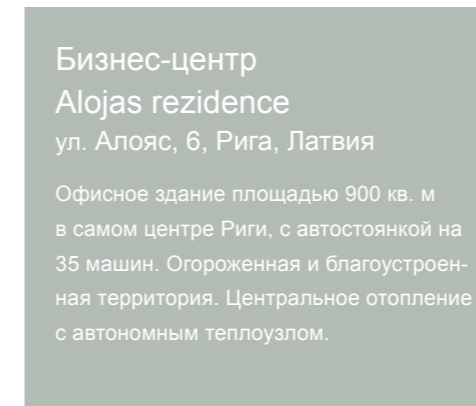 Бизнес-центр
Alojas rezidence
ул. Алояс, 6, Рига, Латвия
Офисное здание площадью 900 кв. м
в самом центре Риги, с автостоянкой на
35 машин. Огороженная и благоустроен-
ная территория. Центральное отопление
с автономным теплоузлом.